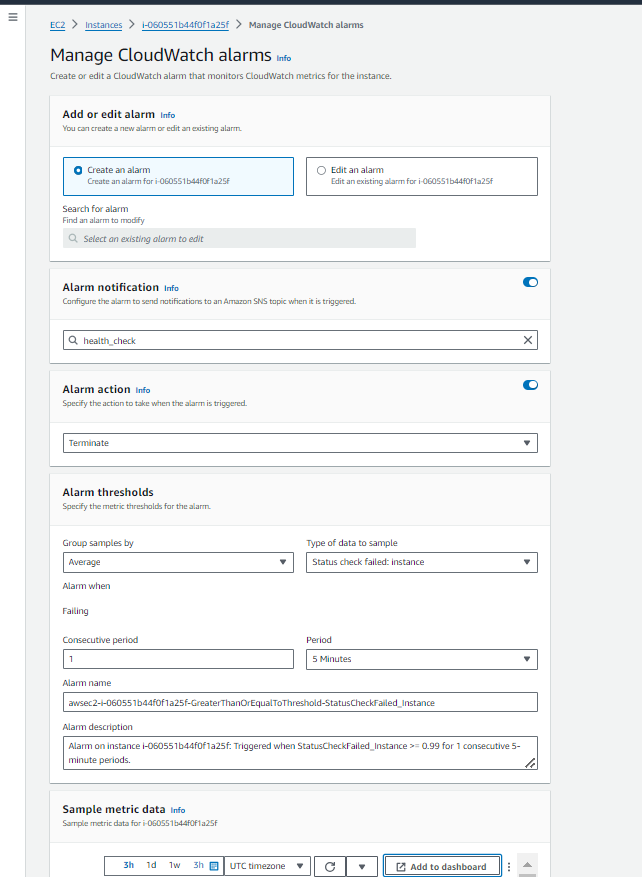 EC2 > Instances > i-060551b44f0f1a25f > Manage CloudWatch alarms
Manage CloudWatch alarms Info
Create or edit a CloudWatch alarm that monitors CloudWatch metrics for the instance.
Add or edit alarm Info
You can create a new alarm or edit an existing alarm.
Create an alarm
Create an alarm for i-060551b44f0f1a25f
Edit an alarm
Edit an existing alarm for i-060551b44f0f1a25f
Search for alarm
Find an alarm to modify
Select an existing alarm to edit
Alarm notification Info
Configure the alarm to send notifications to an Amazon SNS topic when it is triggered.
health_check
Alarm action Info
Specify the action to take when the alarm is triggered.
Terminate
Alarm thresholds
Specify the metric thresholds for the alarm.
Group samples by
Average
Type of data to sample
Status check failed: instance
Alarm when
Failing
Consecutive period
1
Period
5 Minutes
Alarm name
awsec2-i-060551b44f0f1a25f-GreaterThanOrEqualToThreshold-StatusCheckFailed_Instance
Alarm description
Alarm on instance i-060551b44f0f1a25f: Triggered when StatusCheckFailed_Instance >= 0.99 for 1 consecutive 5-
minute periods.
Sample metric data Info
Sample metric data for i-060551b44f0f1a25f
3h 1d 1w 3h UTC timezone Add to dashboard